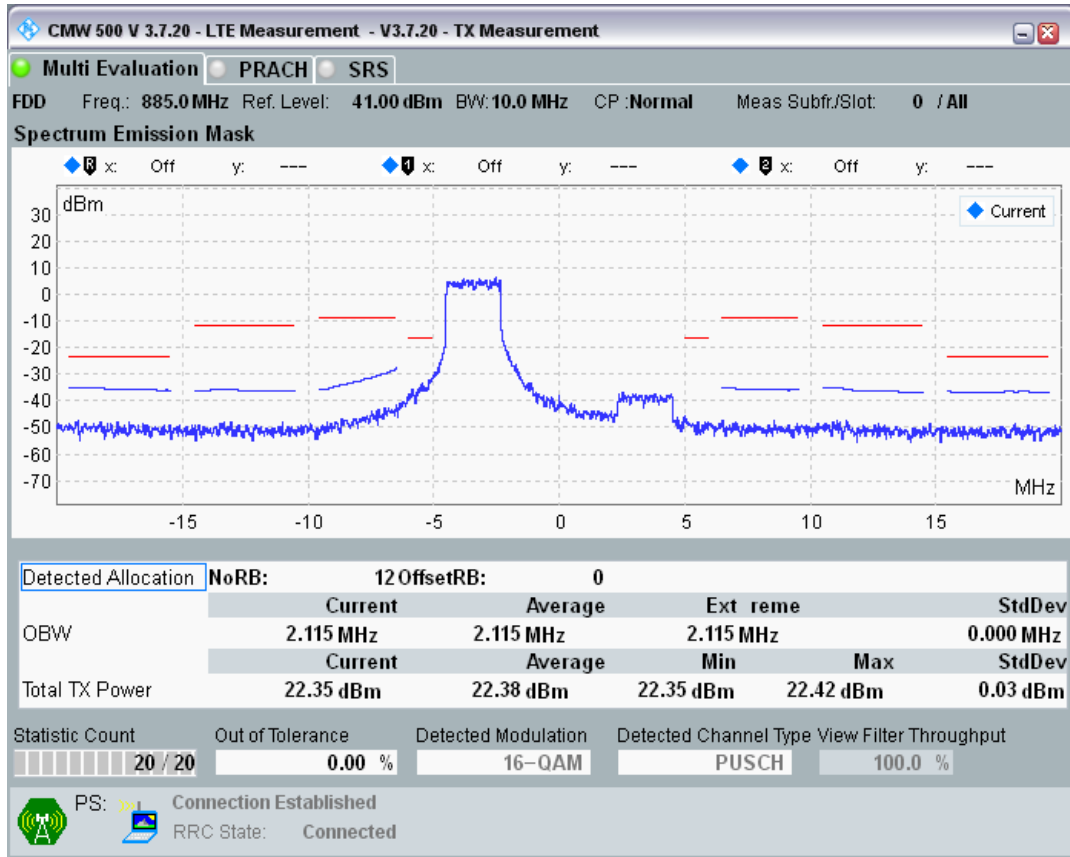 CMW 500 V 3.7.20 - LTE Measurement - V3.7.20 - TX Measurement
Multi Evaluation PRACH SRS
FDD Freq.: 885.0 MHz Ref. Level: 41.00 dBm BW: 10.0 MHz CP :Normal Meas Subfr./Slot: 0 / All
Spectrum Emission Mask
R x: Off y: --- 1 x: Off y: --- 2 x: Off y: ---
dBm
Current
30
20
10
0
-10
-20
-30
-40
-50
-60
-70
MHz
-15 -10 -5 0 5 10 15
Detected Allocation NoRB: 12 OffsetRB: 0
Current Average Ext reme StdDev
OBW 2.115 MHz 2.115 MHz 2.115 MHz 0.000 MHz
Current Average Min Max StdDev
Total TX Power 22.35 dBm 22.38 dBm 22.35 dBm 22.42 dBm 0.03 dBm
Statistic Count Out of Tolerance Detected Modulation Detected Channel Type View Filter Throughput
20 / 20 0.00 % 16-QAM PUSCH 100.0 %
PS: Connection Established
RRC State: Connected